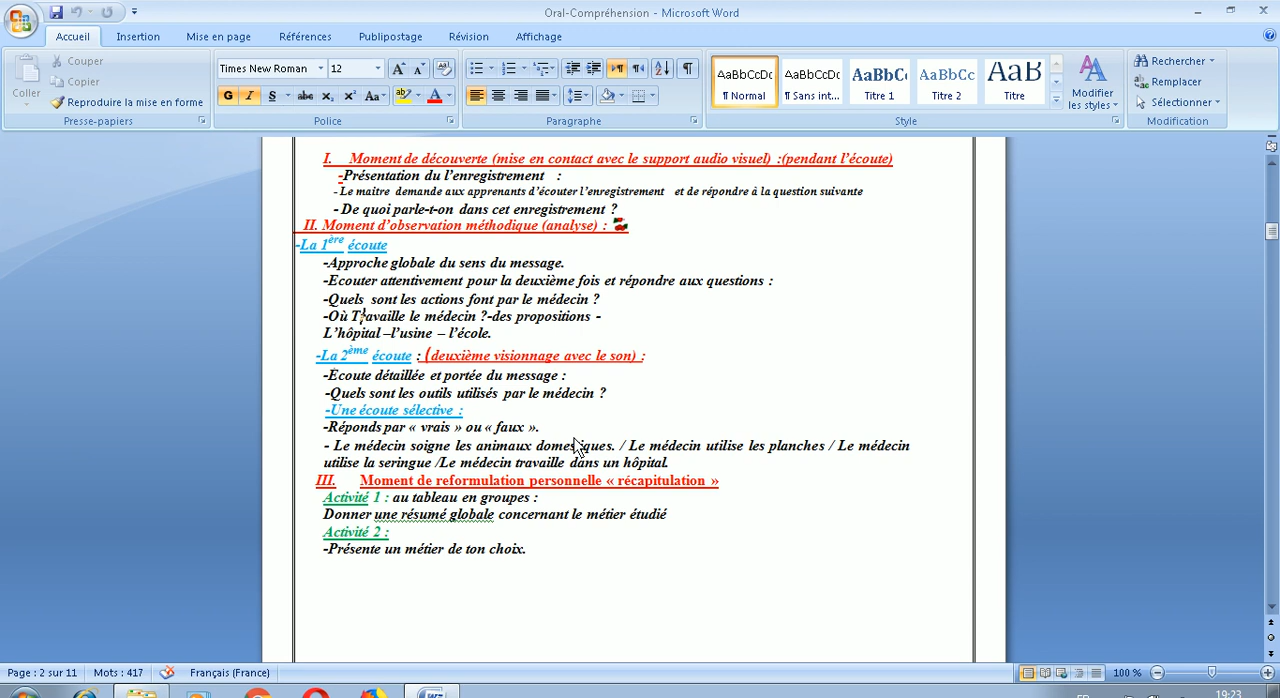 Oral-Compréhension - Microsoft Word
Accueil Insertion Mise en page Références Publipostage Révision Affichage
Coller
Couper
Copier
Reproduire la mise en forme
Presse-papiers
Times New Roman 12
G I S abc x₂ x² Aa
Police
Paragraphe
AaBbCcDc AaBbCcDc AaBbC AaBbCc AaB
¶ Normal ¶ Sans int... Titre 1 Titre 2 Titre
Modifier les styles
Style
Rechercher
Remplacer
Sélectionner
Modification
I. Moment de découverte (mise en contact avec le support audio visuel) :(pendant l'écoute)
-Présentation du l'enregistrement :
- Le maitre demande aux apprenants d'écouter l'enregistrement et de répondre à la question suivante
- De quoi parle-t-on dans cet enregistrement ?
II. Moment d'observation méthodique (analyse) :
-La 1ère écoute
-Approche globale du sens du message.
-Ecouter attentivement pour la deuxième fois et répondre aux questions :
-Quels sont les actions font par le médecin ?
-Où Travaille le médecin ?-des propositions -
L'hôpital –l'usine – l'école.
-La 2ème écoute : (deuxième visionnage avec le son) :
-Ecoute détaillée et portée du message :
-Quels sont les outils utilisés par le médecin ?
-Une écoute sélective :
-Réponds par « vrais » ou « faux ».
- Le médecin soigne les animaux domestiques. / Le médecin utilise les planches / Le médecin
utilise la seringue /Le médecin travaille dans un hôpital.
III. Moment de reformulation personnelle « récapitulation »
Activité 1 : au tableau en groupes :
Donner une résumé globale concernant le métier étudié
Activité 2 :
-Présente un métier de ton choix.
Page : 2 sur 11 Mots : 417 Français (France) 100 %
19:23